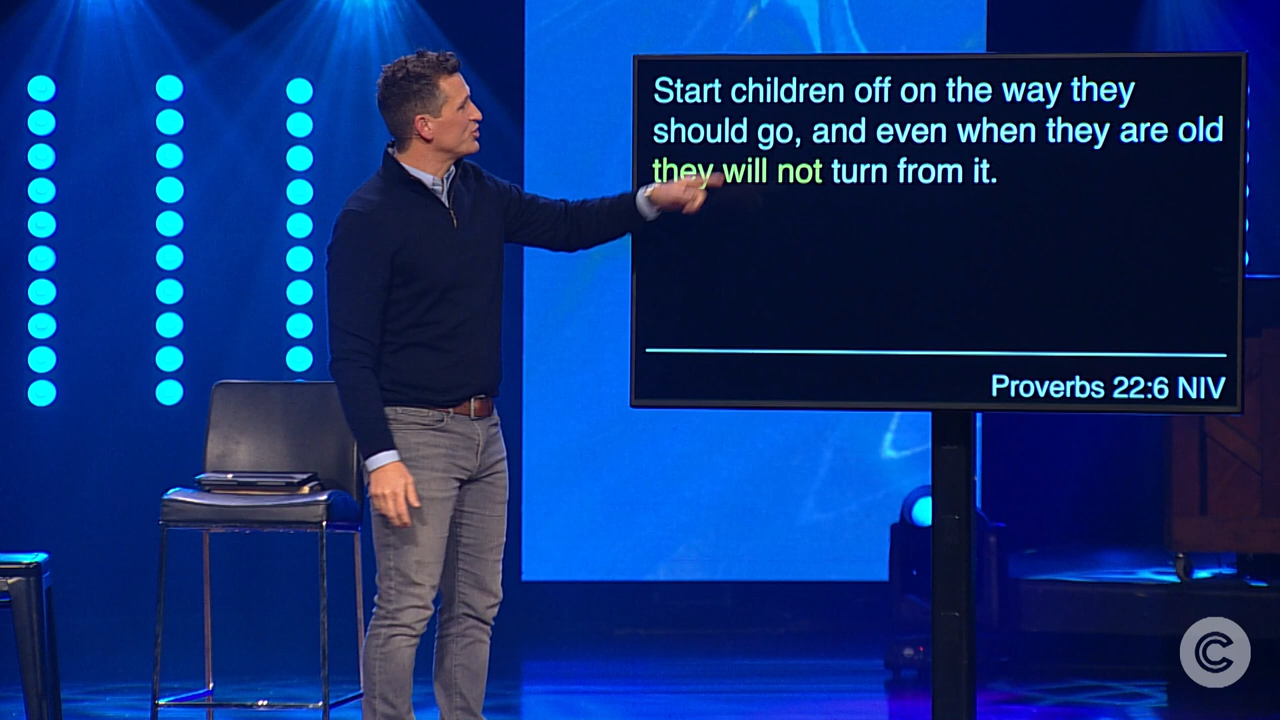 Start children off on the way they
should go, and even when they are old
they will not turn from it.
Proverbs 22:6 NIV
C